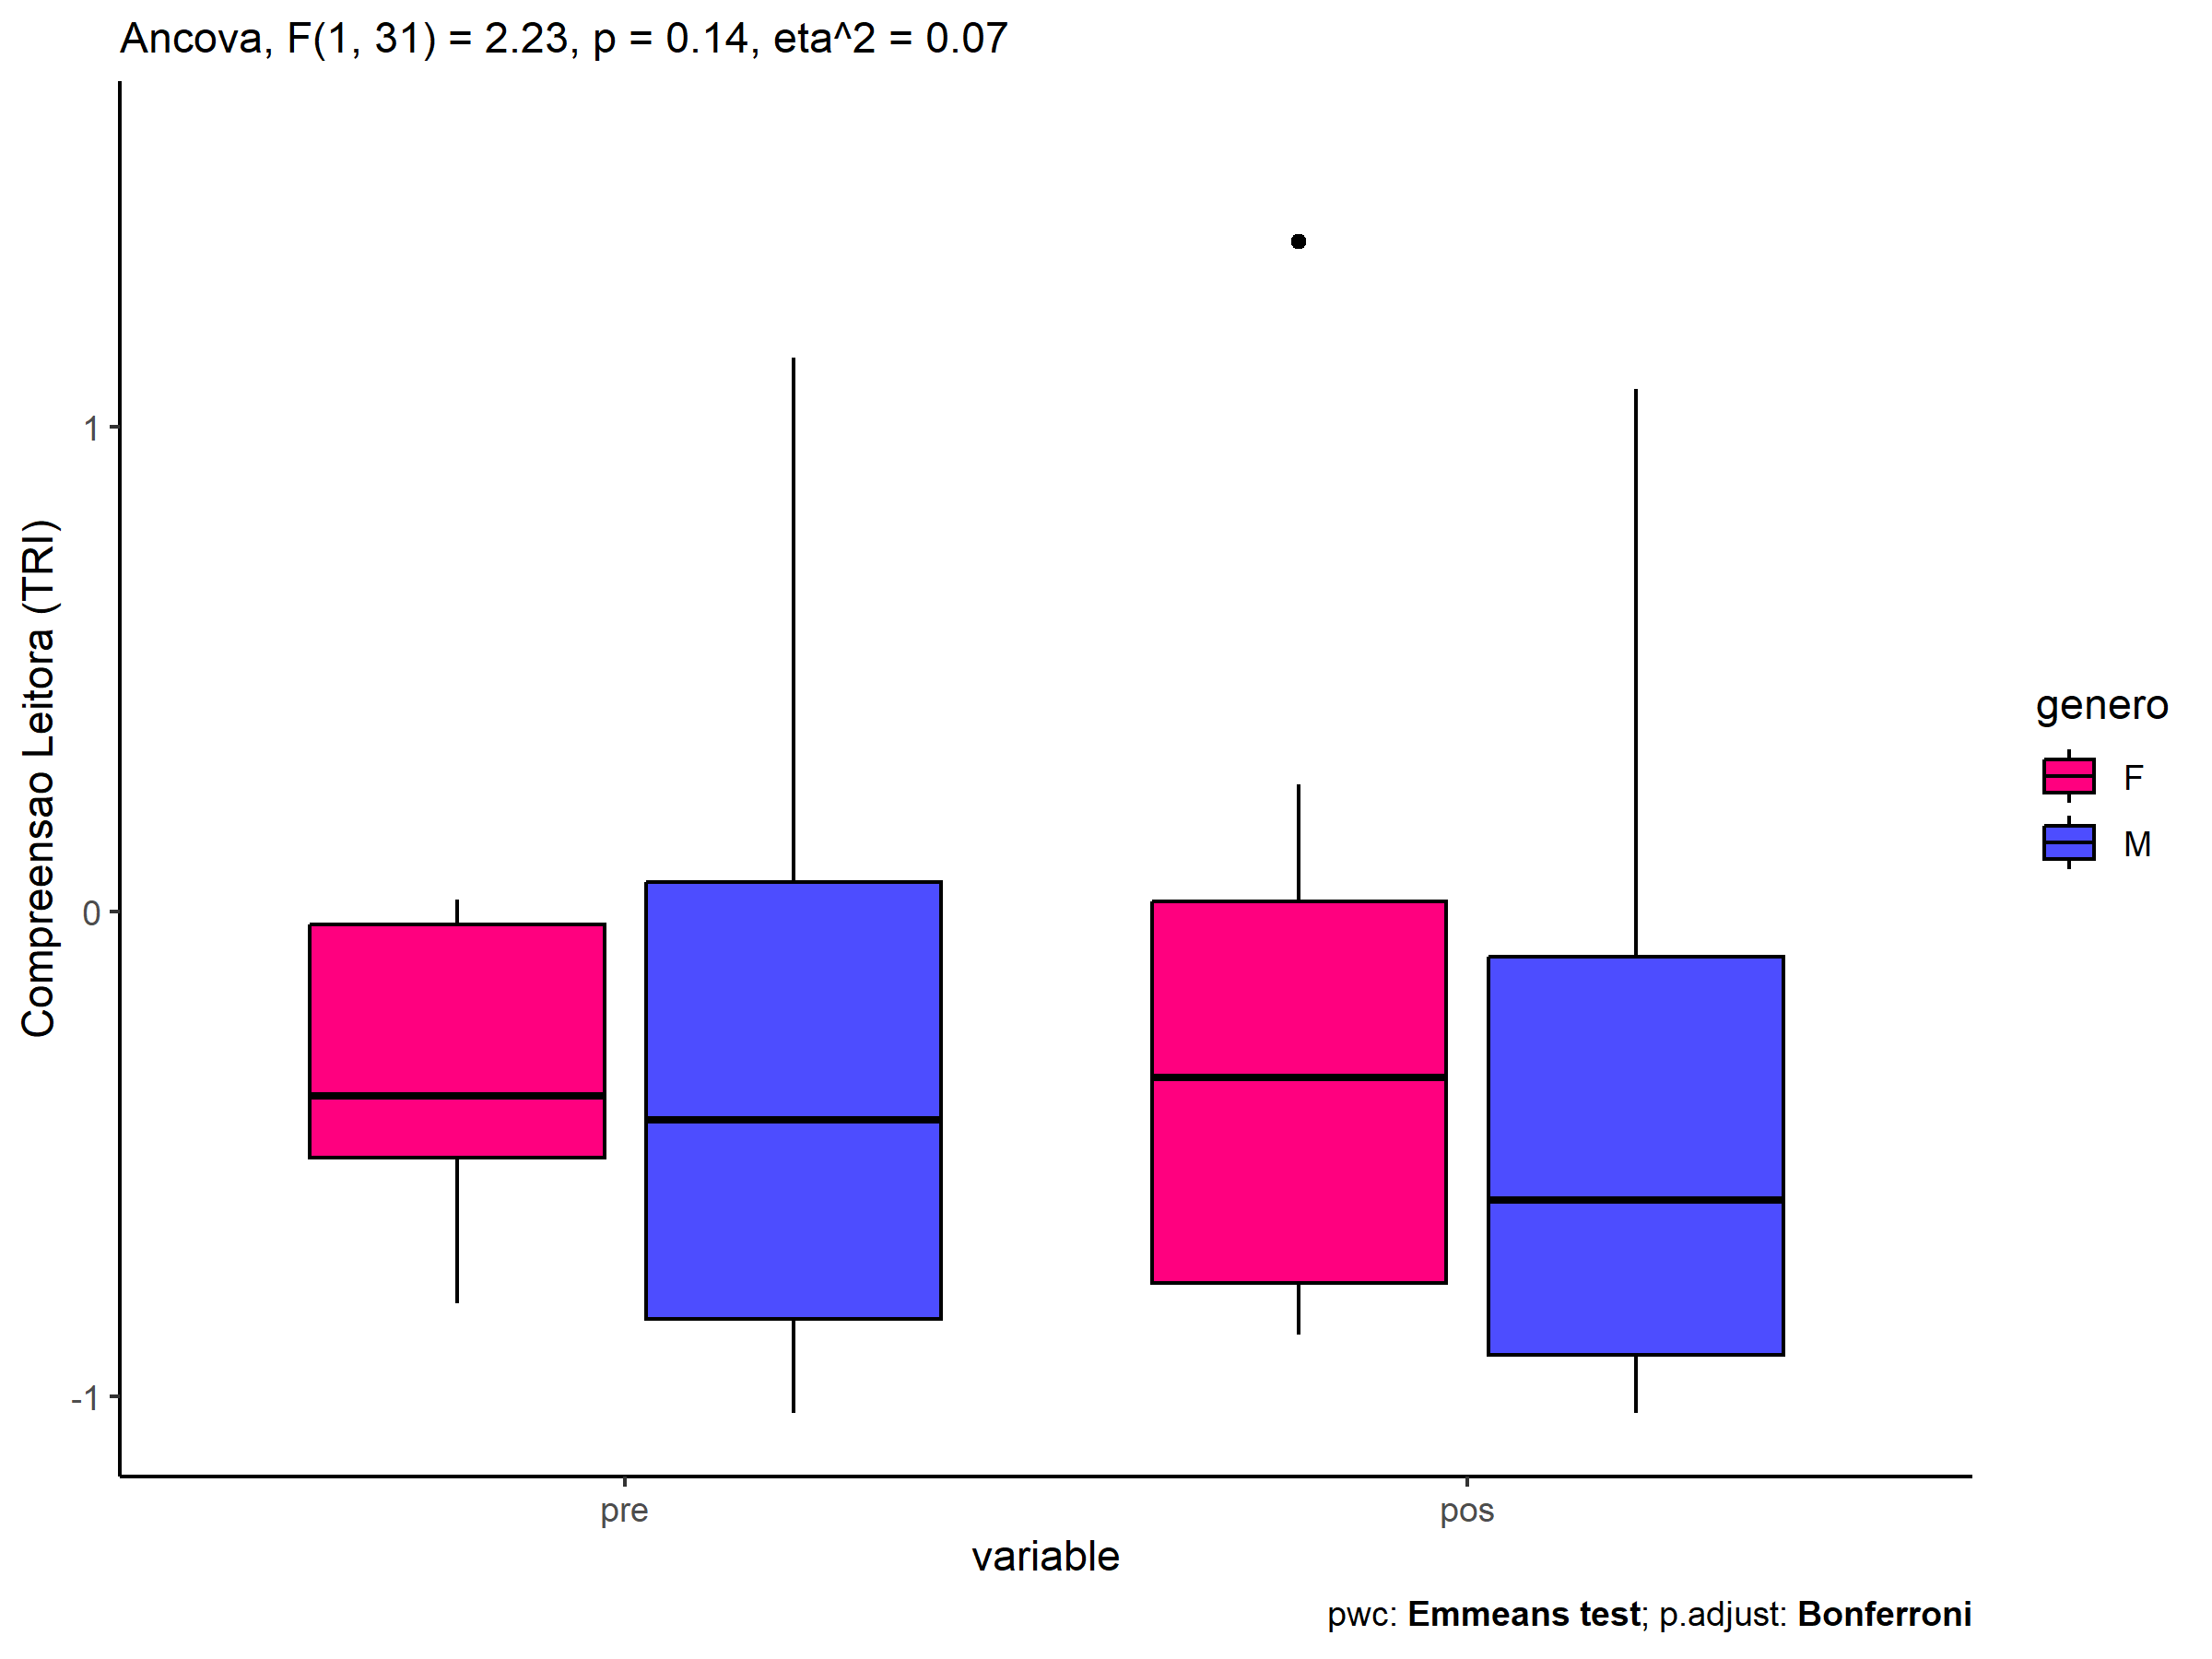 Ancova, F(1, 31) = 2.23, p = 0.14, eta^2 = 0.07
Compreensao Leitora (TRI)
1
0
-1
pre
pos
variable
genero
F
M
pwc: Emmeans test; p.adjust: Bonferroni